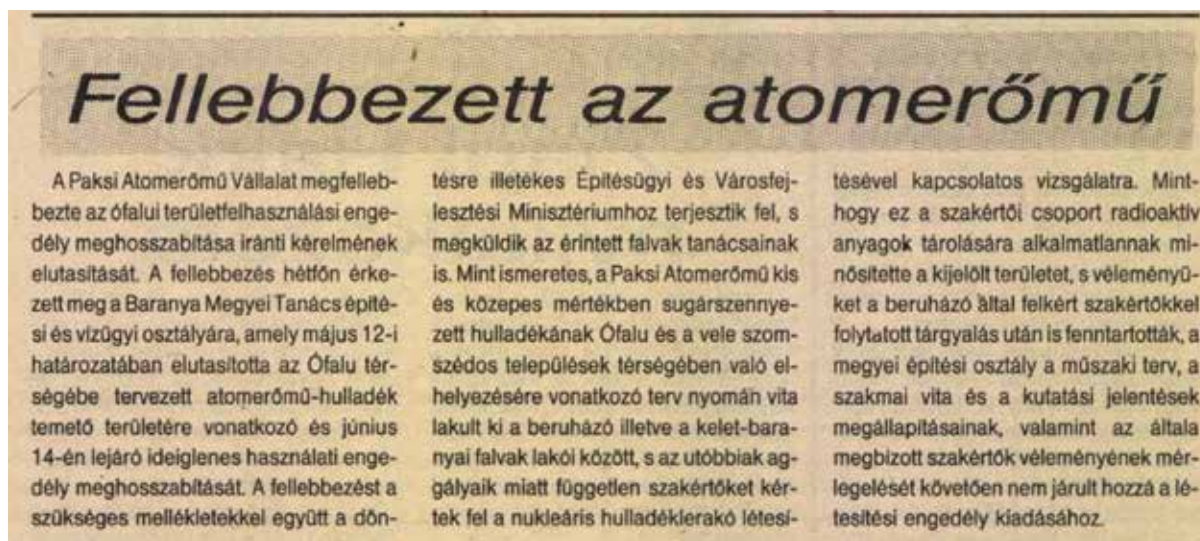 Fellebbezett az atomerőmű
A Paksi Atomerőmű Vállalat megfelleb-
bezte az ófalui területfelhasználási enge-
dély meghosszabítása iránti kérelmének
elutasítását. A fellebbezés hétfőn érke-
zett meg a Baranya Megyei Tanács építé-
si és vízügyi osztályára, amely május 12-i
határozatában elutasította az Ófalu tér-
ségébe tervezett atomerőmű-hulladék
temető területére vonatkozó és június
14-én lejáró ideiglenes használati enge-
dély meghosszabítását. A fellebbezést a
szükséges mellékletekkel együtt a dön-
tésre illetékes Építésügyi és Városfej-
lesztési Minisztériumhoz terjesztik fel, s
megküldik az érintett falvak tanácsainak
is. Mint ismeretes, a Paksi Atomerőmű kis
és közepes mértékben sugárszennye-
zett hulladékának Ófalu és a vele szom-
szédos települések térségében való el-
helyezésére vonatkozó terv nyomán vita
lakult ki a beruházó illetve a kelet-bara-
nyai falvak lakói között, s az utóbbiak ag-
gályaik miatt független szakértőket kér-
tek fel a nukleáris hulladéklerakó létesí-
tésével kapcsolatos vizsgálatra. Mint-
hogy ez a szakértői csoport radioaktív
anyagok tárolására alkalmatlannak mi-
nősítette a kijelölt területet, s véleményü-
ket a beruházó által felkért szakértőkkel
folytatott tárgyalás után is fenntartották, a
megyei építési osztály a műszaki terv, a
szakmai vita és a kutatási jelentések
megállapításainak, valamint az általa
megbízott szakértők véleményének mér-
legelését követően nem járult hozzá a lé-
tesítési engedély kiadásához.